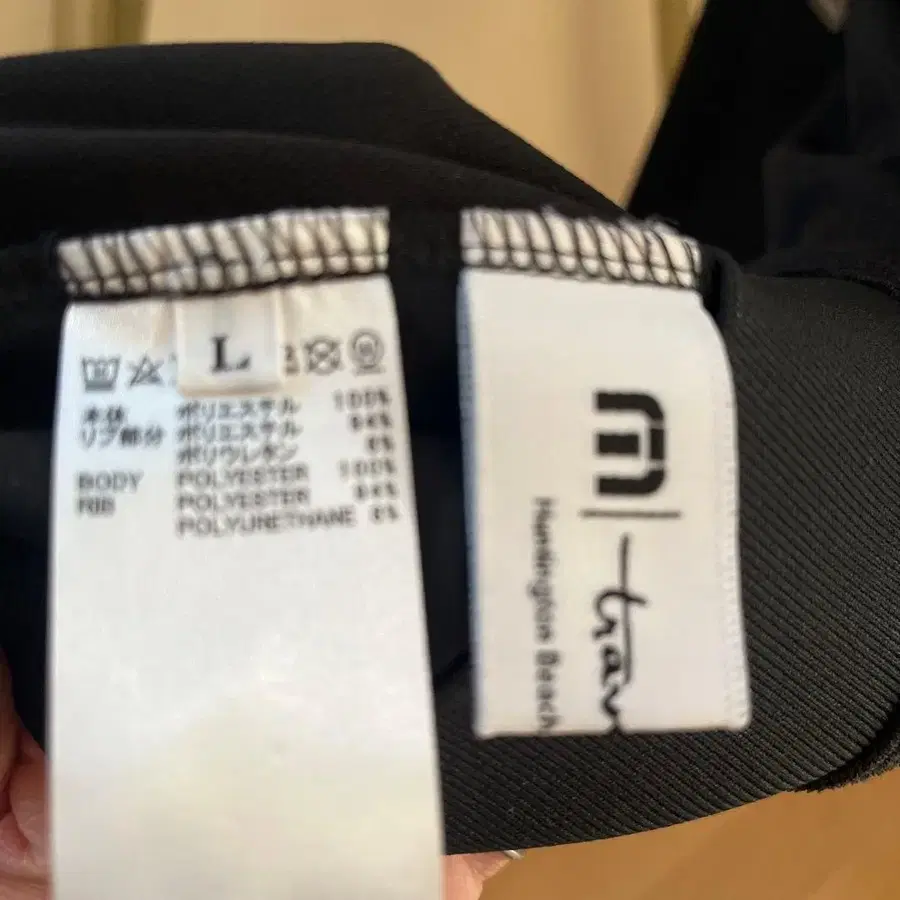 L
本体 ポリエステル 100%
リブ部分 ポリエステル 94%
ポリウレタン 6%
BODY POLYESTER 100%
RIB POLYESTER 94%
POLYURETHANE 6%
trav
Huntington Beach